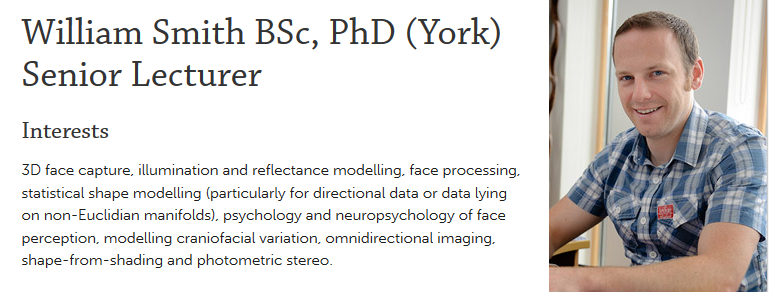 William Smith BSc, PhD (York)
Senior Lecturer
Interests
3D face capture, illumination and reflectance modelling, face processing,
statistical shape modelling (particularly for directional data or data lying
on non-Euclidian manifolds), psychology and neuropsychology of face
perception, modelling craniofacial variation, omnidirectional imaging,
shape-from-shading and photometric stereo.